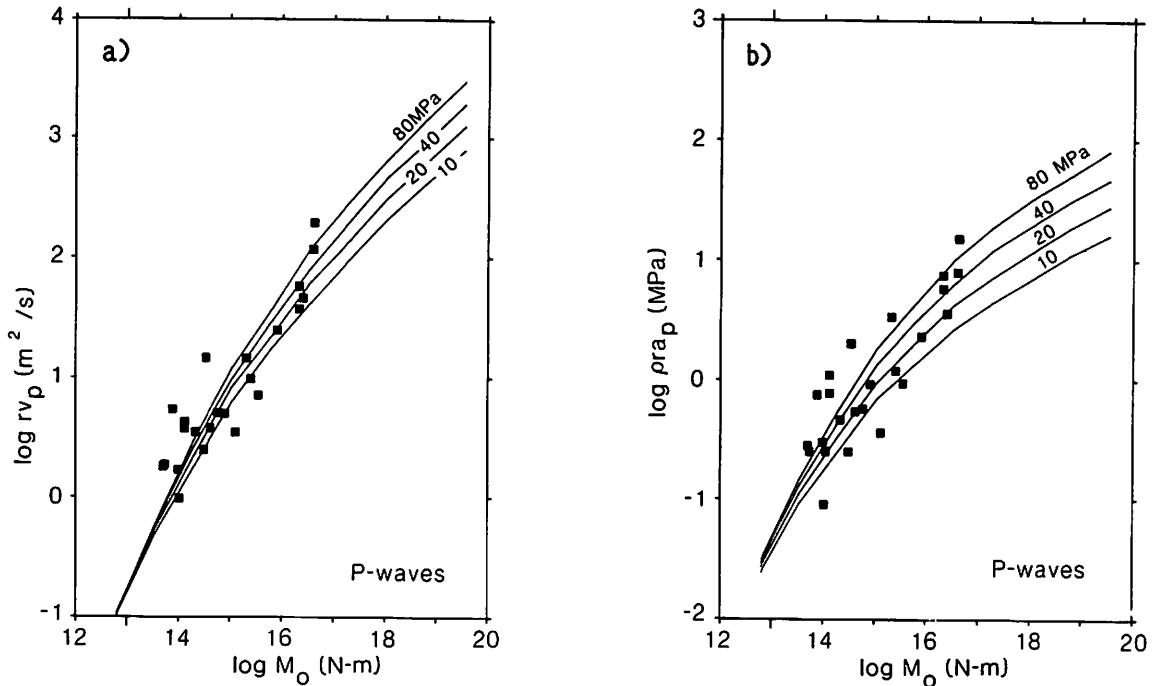 a)
4
3
2
1
0
-1
log rv_p (m² /s)
80MPa
40
20
10
P-waves
12 14 16 18 20
log M_o (N-m)
b)
3
2
1
0
-1
-2
log ρra_p (MPa)
80 MPa
40
20
10
P-waves
12 14 16 18 20
log M_o (N-m)